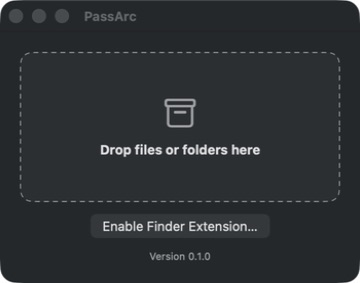 PassArc
Drop files or folders here
Enable Finder Extension...
Version 0.1.0